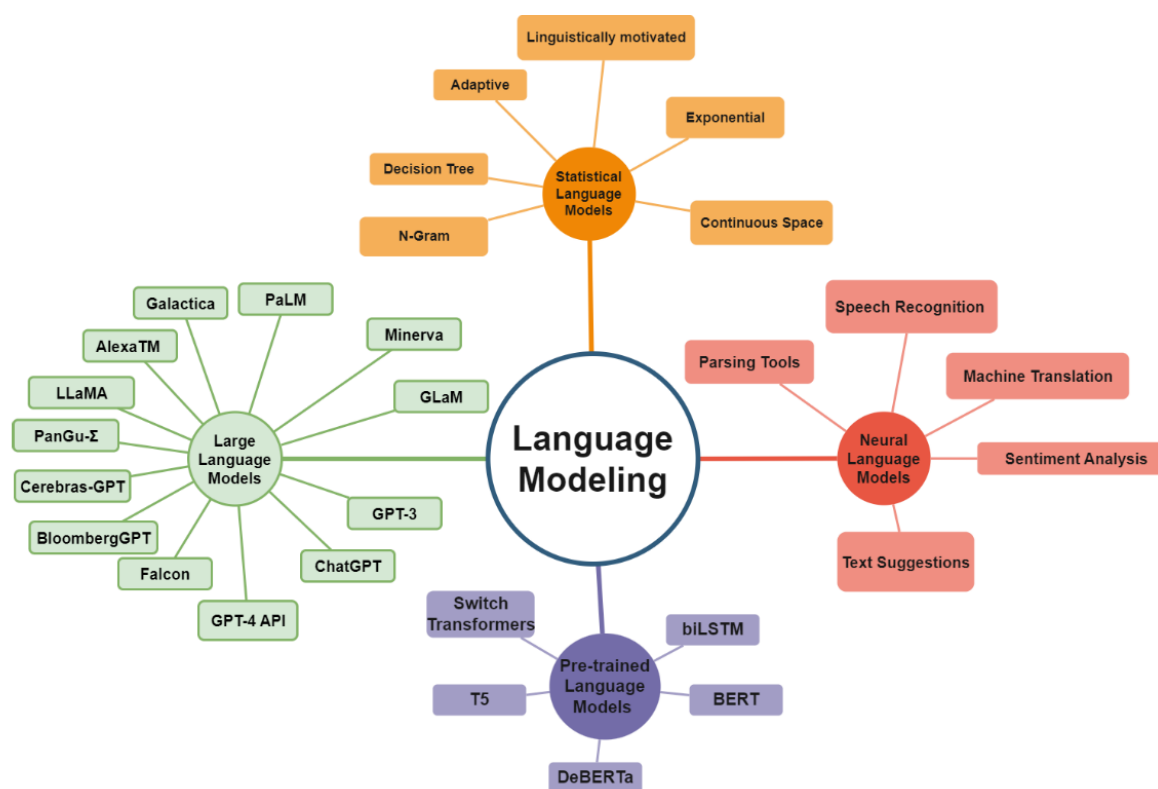 Linguistically motivated
Adaptive
Exponential
Decision Tree
Statistical
Language
Models
N-Gram
Continuous Space
Galactica
PaLM
Minerva
AlexaTM
LLaMA
GLaM
PanGu-Σ
Large
Language
Models
Cerebras-GPT
GPT-3
BloombergGPT
ChatGPT
Falcon
GPT-4 API
Language
Modeling
Speech Recognition
Parsing Tools
Machine Translation
Neural
Language
Models
Sentiment Analysis
Text Suggestions
Switch
Transformers
biLSTM
Pre-trained
Language
Models
T5
BERT
DeBERTa